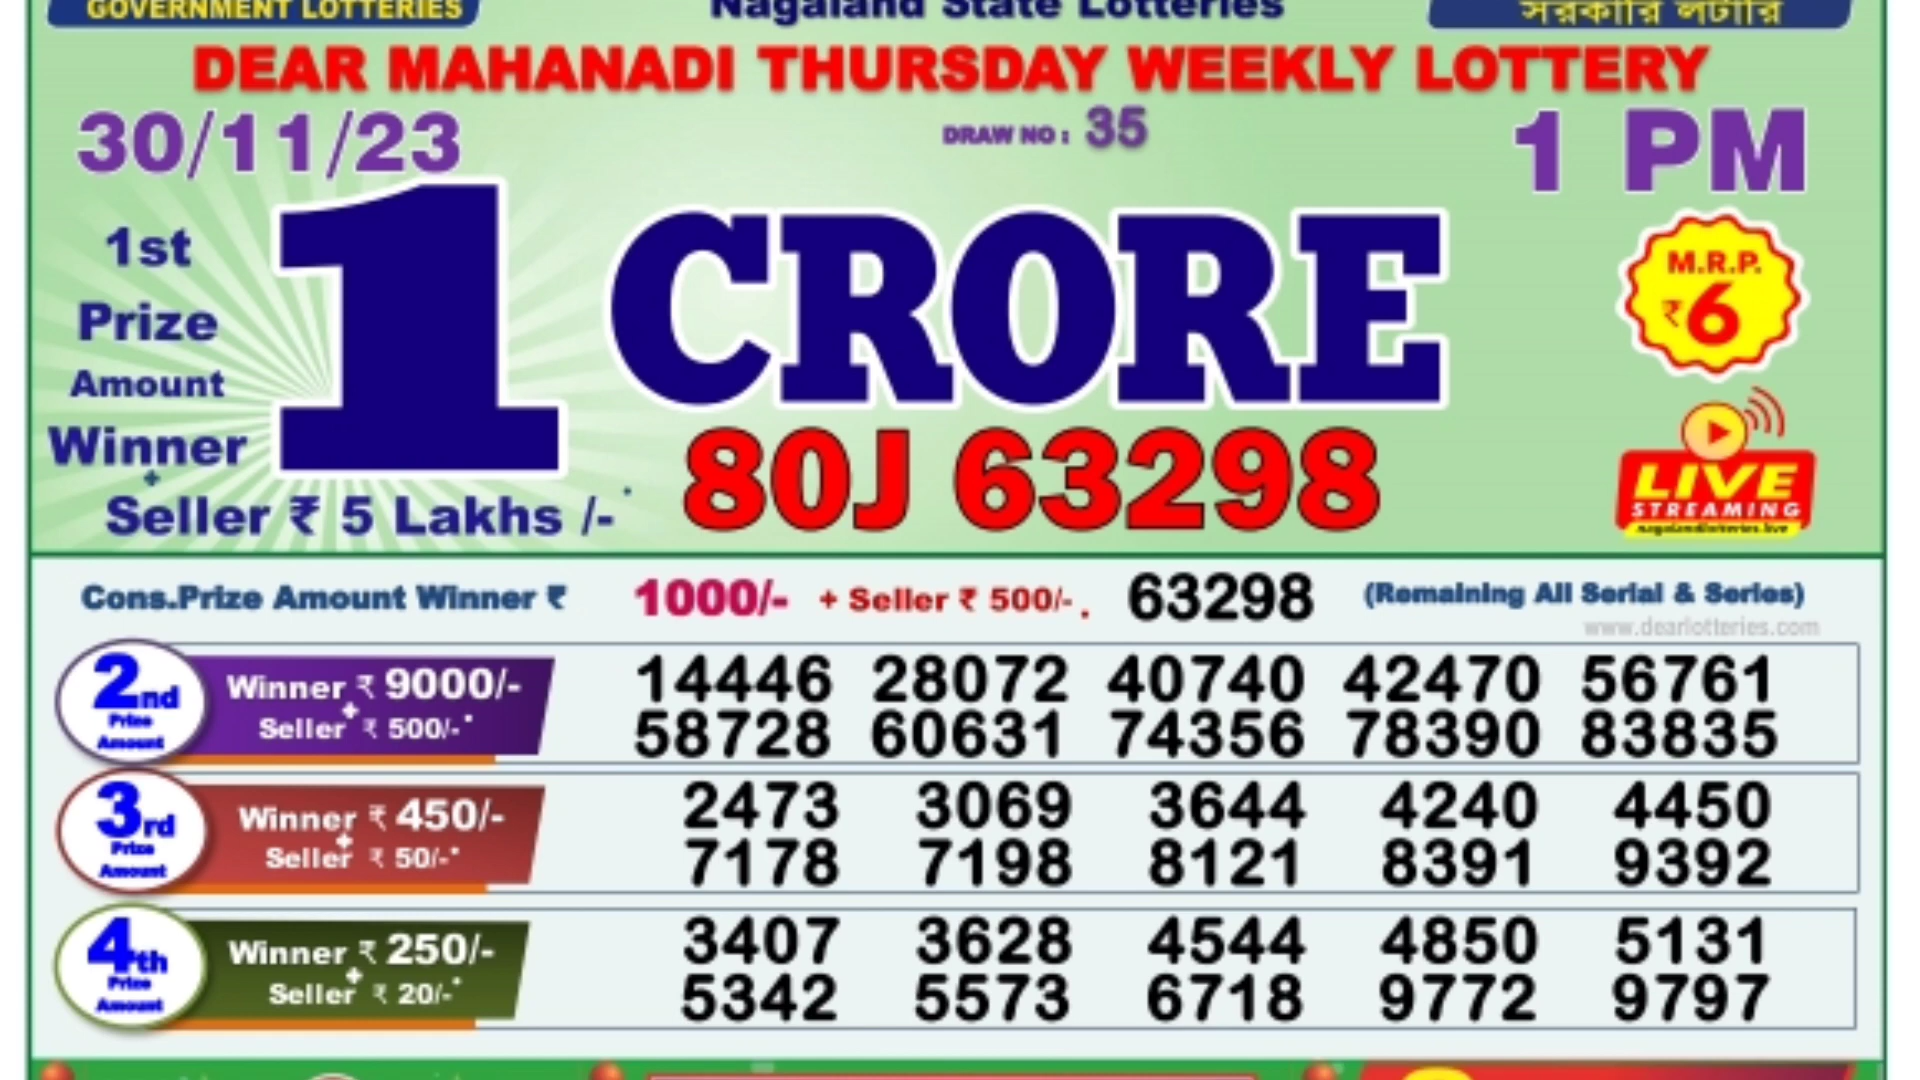 GOVERNMENT LOTTERIES
Nagaland State Lotteries
সরকারি লটারি
DEAR MAHANADI THURSDAY WEEKLY LOTTERY
30/11/23
DRAW NO : 35
1 PM
1st
Prize
Amount
Winner
+
Seller ₹ 5 Lakhs /-
1 CRORE
80J 63298
M.R.P.
₹6
LIVE
STREAMING
nagalandlotteries.live
Cons.Prize Amount Winner ₹ 1000/- + Seller ₹ 500/- . 63298 (Remaining All Serial & Series)
www.dearlotteries.com
2nd
Prize
Amount
Winner ₹ 9000/-
+
Seller ₹ 500/-*
14446 28072 40740 42470 56761
58728 60631 74356 78390 83835
3rd
Prize
Amount
Winner ₹ 450/-
+
Seller ₹ 50/-*
2473 3069 3644 4240 4450
7178 7198 8121 8391 9392
4th
Prize
Amount
Winner ₹ 250/-
+
Seller ₹ 20/-*
3407 3628 4544 4850 5131
5342 5573 6718 9772 9797